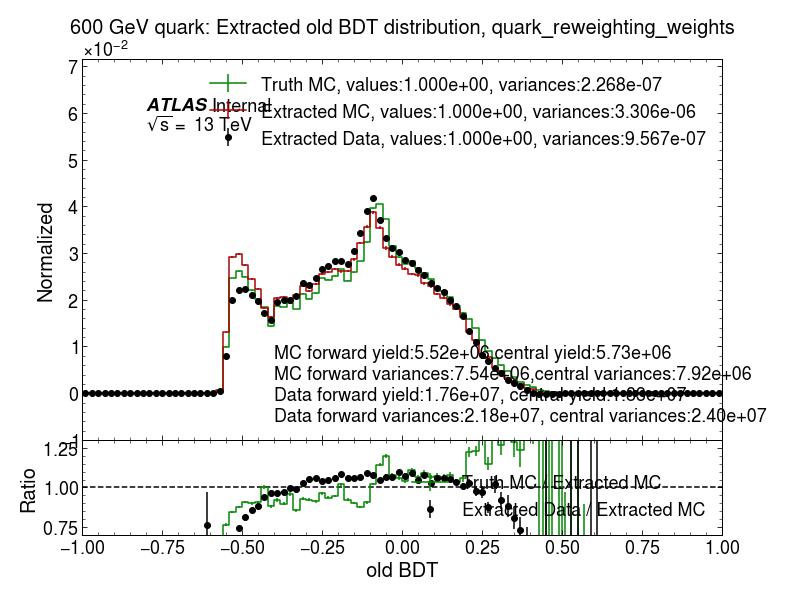 600 GeV quark: Extracted old BDT distribution, quark_reweighting_weights
×10⁻²
Truth MC, values:1.000e+00, variances:2.268e-07
ATLAS Internal
Extracted MC, values:1.000e+00, variances:3.306e-06
√s = 13 TeV
Extracted Data, values:1.000e+00, variances:9.567e-07
7
6
5
4
3
2
1
0
−1
Normalized
MC forward yield:5.52e+06,central yield:5.73e+06
MC forward variances:7.54e+06,central variances:7.92e+06
Data forward yield:1.76e+07, central yield:
Data forward variances:2.18e+07, central variances:2.40e+07
1.25
1.00
0.75
Ratio
Truth MC / Extracted MC
Extracted Data / Extracted MC
−1.00 −0.75 −0.50 −0.25 0.00 0.25 0.50 0.75 1.00
old BDT